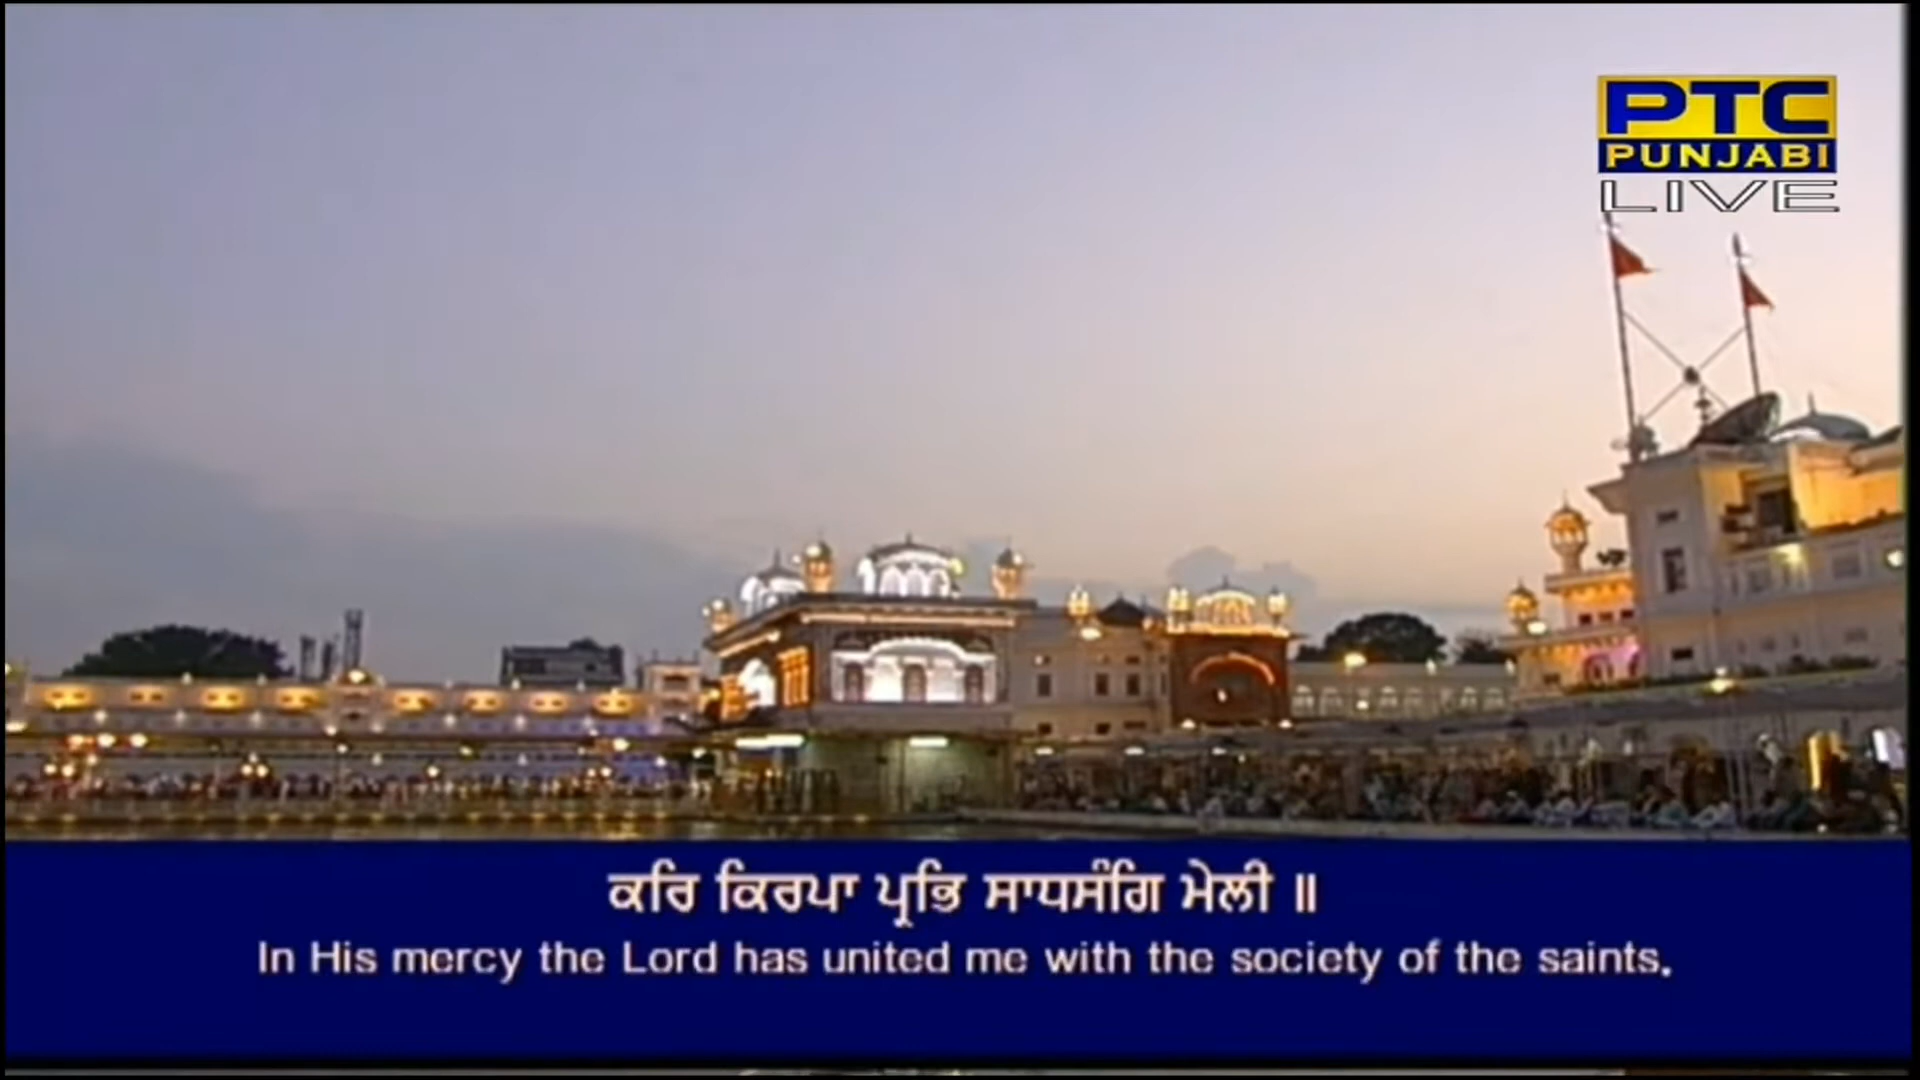 PTC
PUNJABI
LIVE
ਕਰਿ ਕਿਰਪਾ ਪ੍ਰਭਿ ਸਾਧਸੰਗਿ ਮੇਲੀ ॥
In His mercy the Lord has united me with the society of the saints.